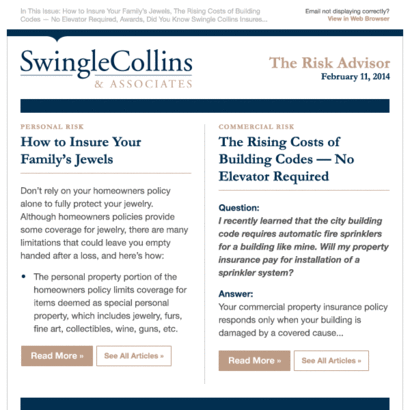 In This Issue: How to Insure Your Family's Jewels, The Rising Costs of Building
Codes — No Elevator Required, Awards, Did You Know Swingle Collins Insures...
Email not displaying correctly?
View in Web Browser
SwingleCollins
& ASSOCIATES
The Risk Advisor
February 11, 2014
PERSONAL RISK
How to Insure Your
Family's Jewels
Don't rely on your homeowners policy
alone to fully protect your jewelry.
Although homeowners policies provide
some coverage for jewelry, there are many
limitations that could leave you empty
handed after a loss, and here's how:
• The personal property portion of the
homeowners policy limits coverage for
items deemed as special personal
property, which includes jewelry, furs,
fine art, collectibles, wine, guns, etc.
Read More »
See All Articles »
COMMERCIAL RISK
The Rising Costs of
Building Codes — No
Elevator Required
Question:
I recently learned that the city building
code requires automatic fire sprinklers
for a building like mine. Will my property
insurance pay for installation of a
sprinkler system?
Answer:
Your commercial property insurance policy
responds only when your building is
damaged by a covered cause...
Read More »
See All Articles »